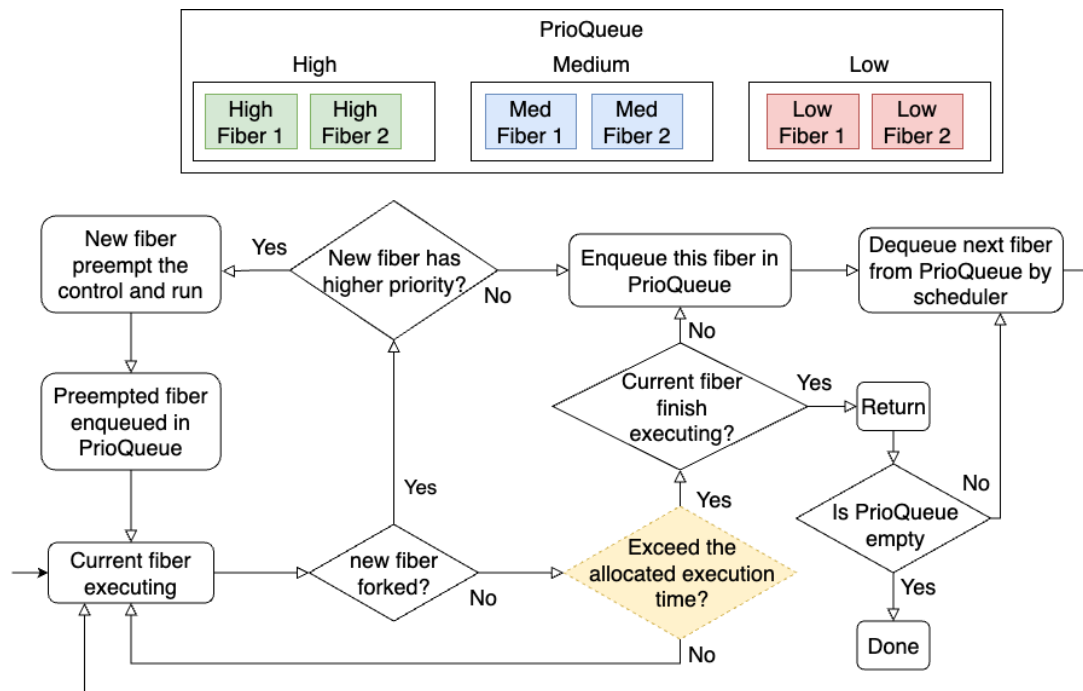 PrioQueue
High
Medium
Low
High
Fiber 1
High
Fiber 2
Med
Fiber 1
Med
Fiber 2
Low
Fiber 1
Low
Fiber 2
New fiber
preempt the
control and run
Yes
New fiber has
higher priority?
No
Enqueue this fiber in
PrioQueue
Dequeue next fiber
from PrioQueue by
scheduler
Preempted fiber
enqueued in
PrioQueue
No
Current fiber
finish
executing?
Yes
Return
Yes
Yes
No
Is PrioQueue
empty
Current fiber
executing
new fiber
forked?
No
Exceed the
allocated execution
time?
Yes
Done
No